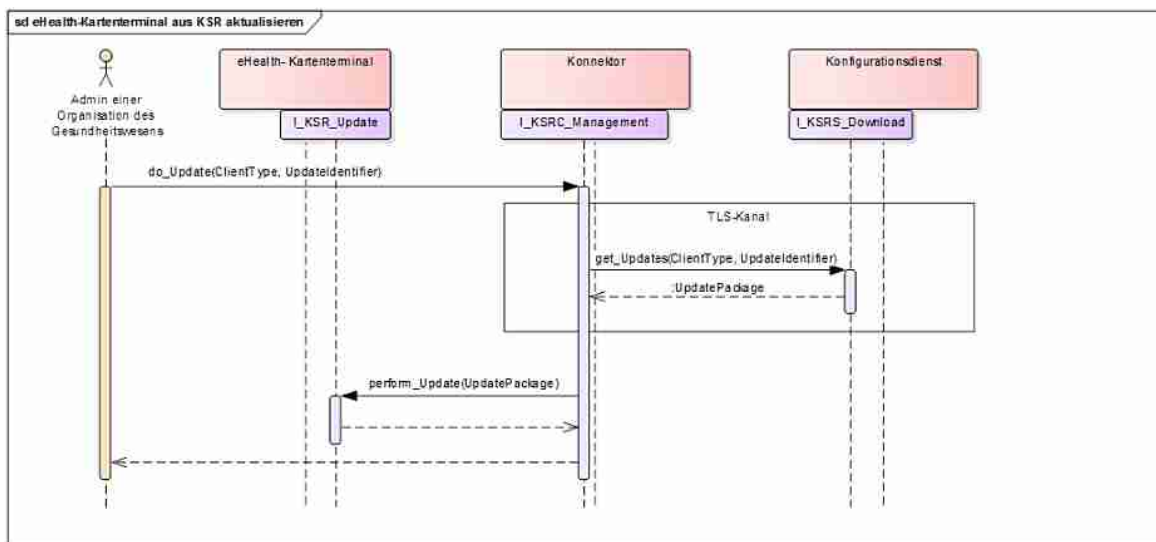 sd eHealth-Kartenterminal aus KSR aktualisieren
eHealth- Kartenterminal
Konnektor
Konfigurationsdienst
Admin einer
Organisation des
Gesundheitswesens
I_KSR_Update
I_KSRC_Management
I_KSRS_Download
do_Update(ClientType, UpdateIdentifier)
TLS-Kanal
get_Updates(ClientType, UpdateIdentifier)
:UpdatePackage
perform_Update(UpdatePackage)